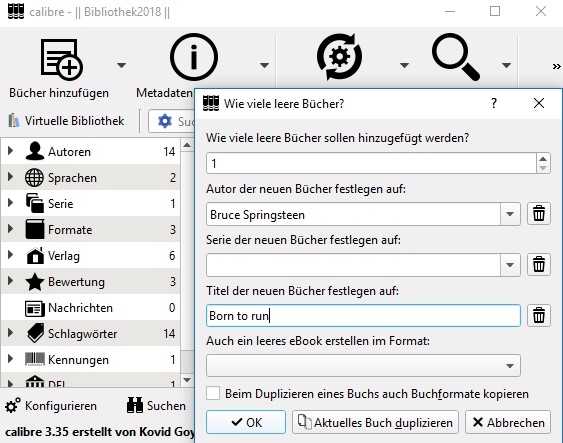 calibre - || Bibliothek2018 ||
Bücher hinzufügen
Metadaten
»
Virtuelle Bibliothek
Autoren 14
Sprachen 2
Serie 1
Formate 3
Verlag 6
Bewertung 3
Nachrichten 0
Schlagwörter 14
Kennungen 1
Konfigurieren
Suchen
calibre 3.35 erstellt von Kovid Goy
Wie viele leere Bücher?
?
Wie viele leere Bücher sollen hinzugefügt werden?
1
Autor der neuen Bücher festlegen auf:
Bruce Springsteen
Serie der neuen Bücher festlegen auf:
Titel der neuen Bücher festlegen auf:
Born to run
Auch ein leeres eBook erstellen im Format:
Beim Duplizieren eines Buchs auch Buchformate kopieren
OK
Aktuelles Buch duplizieren
Abbrechen